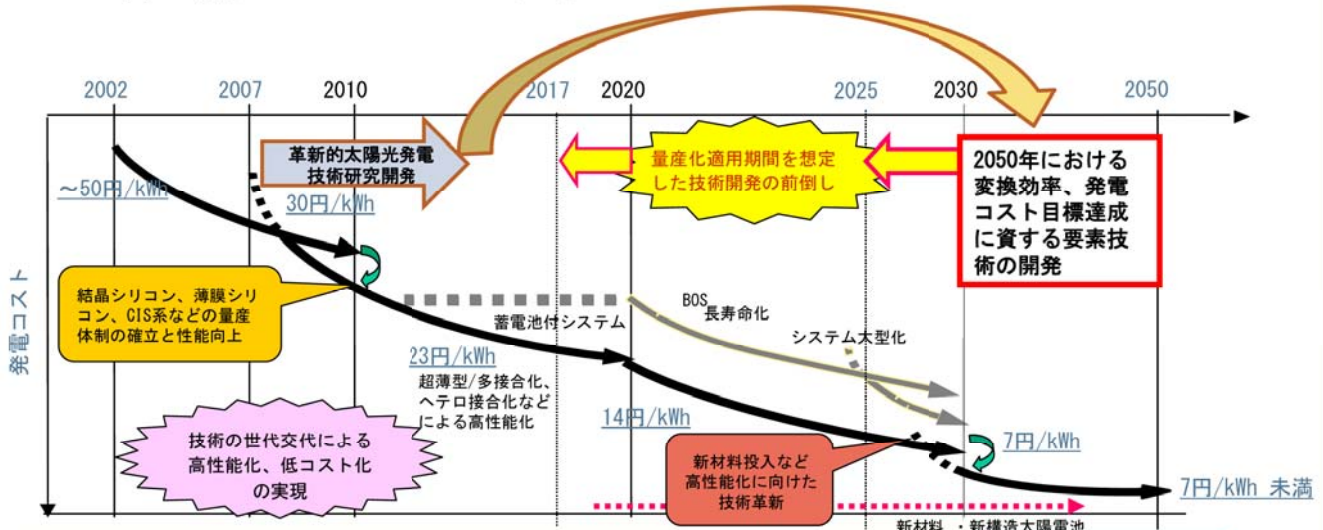 2002
2007
2010
2017
2020
2025
2030
2050
革新的太陽光発電
技術研究開発
量産化適用期間を想定
した技術開発の前倒し
2050年における
変換効率、発電
コスト目標達成
に資する要素技
術の開発
～50円/kWh
30円/kWh
発電コスト
結晶シリコン、薄膜シリ
コン、CIS系などの量産
体制の確立と性能向上
蓄電池付システム
BOS
長寿命化
システム大型化
23円/kWh
超薄型/多接合化、
ヘテロ接合化など
による高性能化
14円/kWh
7円/kWh
技術の世代交代による
高性能化、低コスト化
の実現
新材料投入など
高性能化に向けた
技術革新
7円/kWh 未満
新材料 ・新構造太陽電池